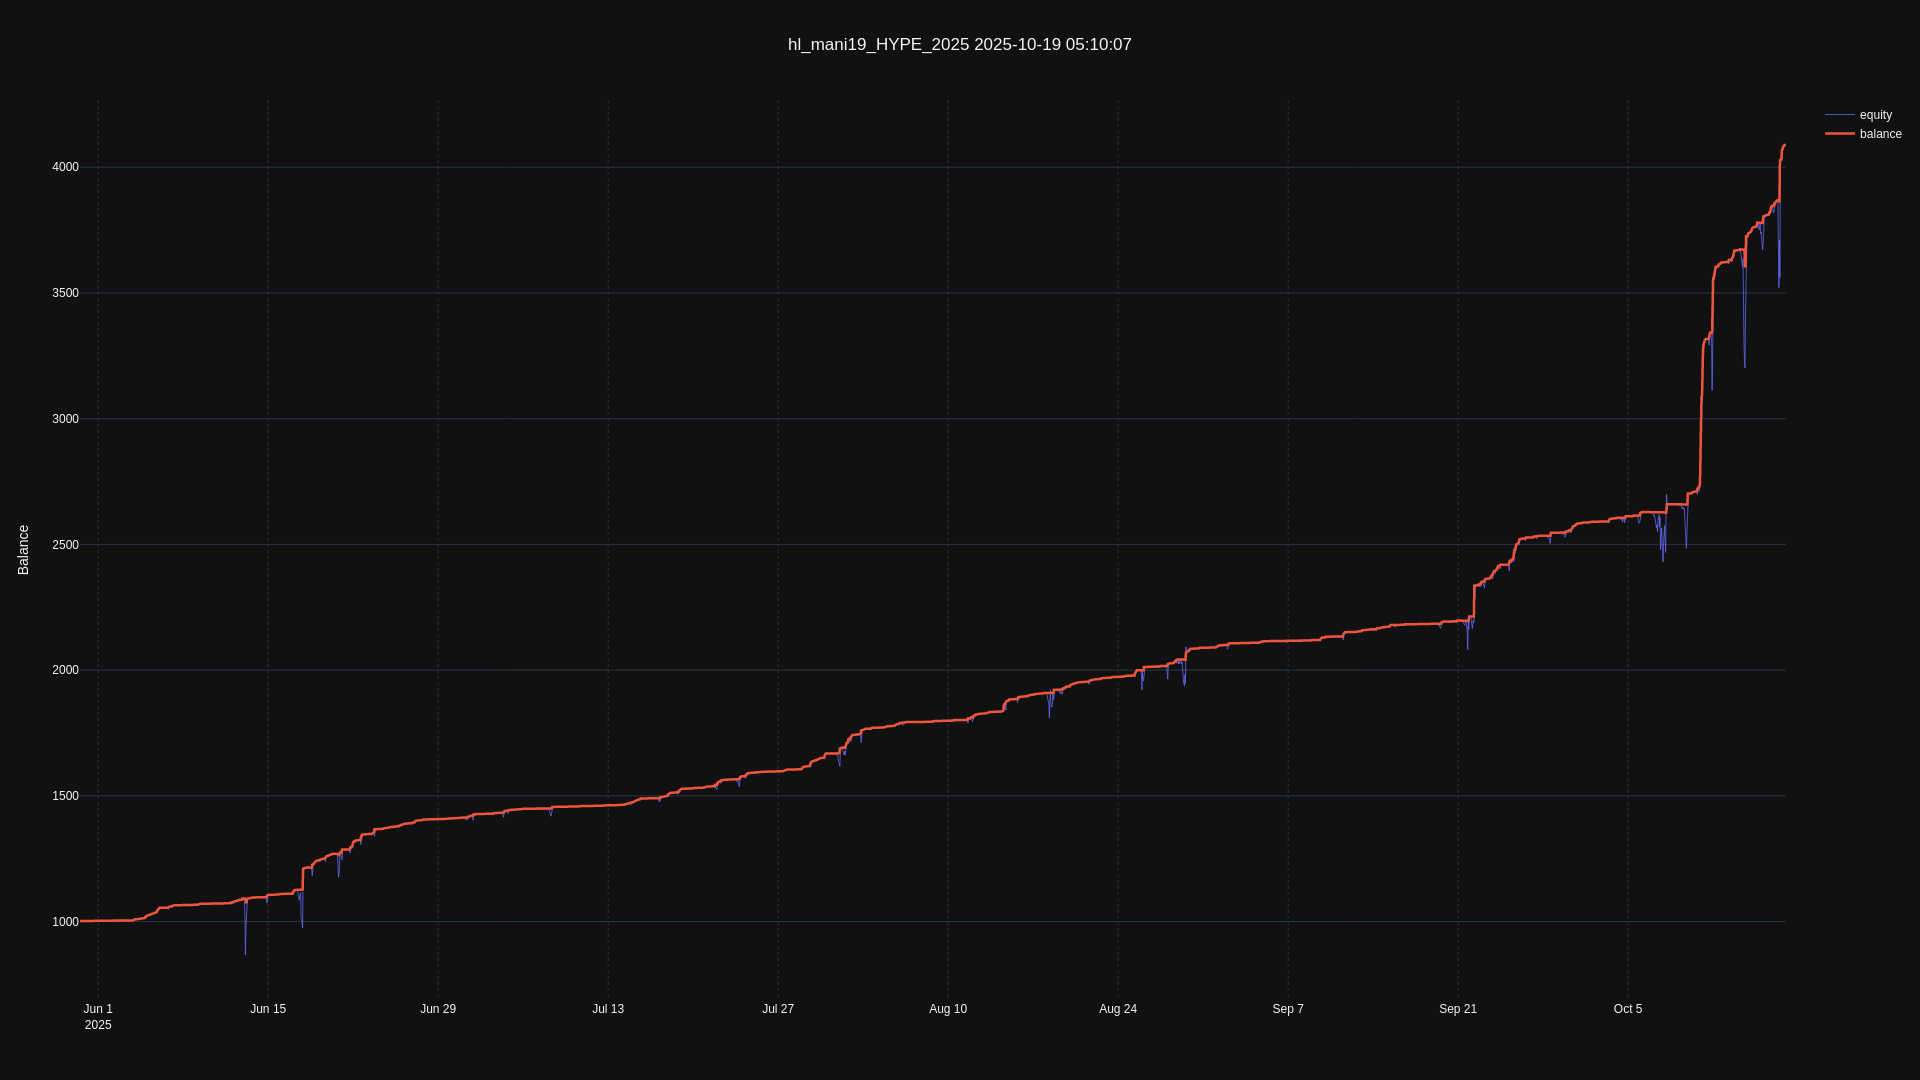 hl_mani19_HYPE_2025 2025-10-19 05:10:07
equity
balance
4000
3500
3000
2500
2000
1500
1000
Balance
Jun 1
2025
Jun 15
Jun 29
Jul 13
Jul 27
Aug 10
Aug 24
Sep 7
Sep 21
Oct 5